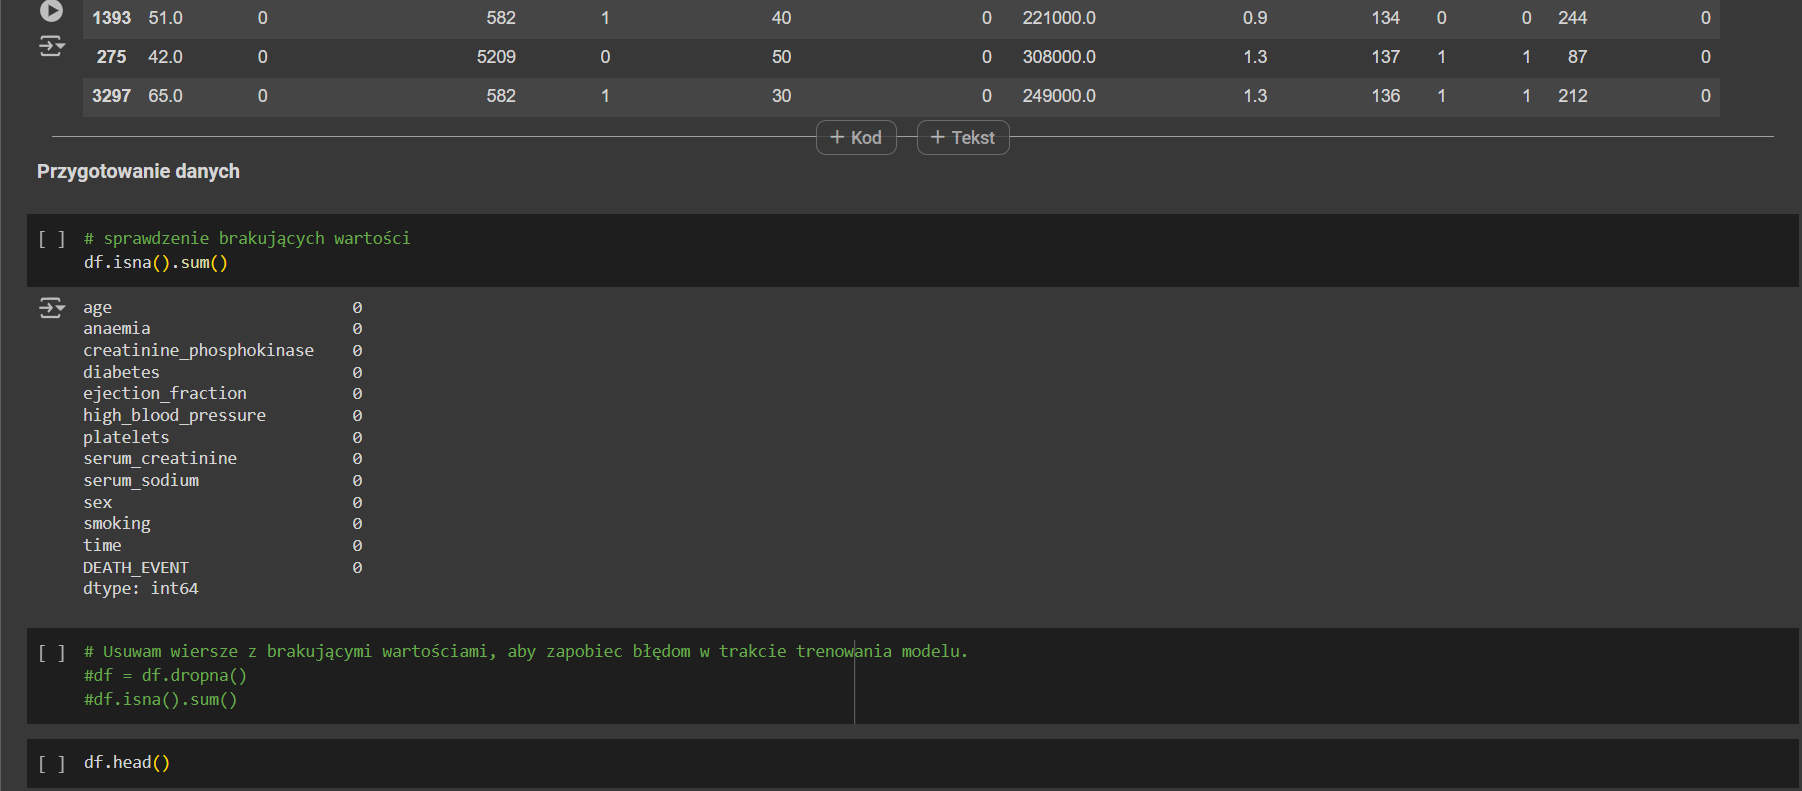 1393 51.0 0 582 1 40 0 221000.0 0.9 134 0 0 244 0
275 42.0 0 5209 0 50 0 308000.0 1.3 137 1 1 87 0
3297 65.0 0 582 1 30 0 249000.0 1.3 136 1 1 212 0
+ Kod + Tekst
Przygotowanie danych
[ ] # sprawdzenie brakujących wartości
df.isna().sum()
age 0
anaemia 0
creatinine_phosphokinase 0
diabetes 0
ejection_fraction 0
high_blood_pressure 0
platelets 0
serum_creatinine 0
serum_sodium 0
sex 0
smoking 0
time 0
DEATH_EVENT 0
dtype: int64
[ ] # Usuwam wiersze z brakującymi wartościami, aby zapobiec błędom w trakcie trenowania modelu.
#df = df.dropna()
#df.isna().sum()
[ ] df.head()